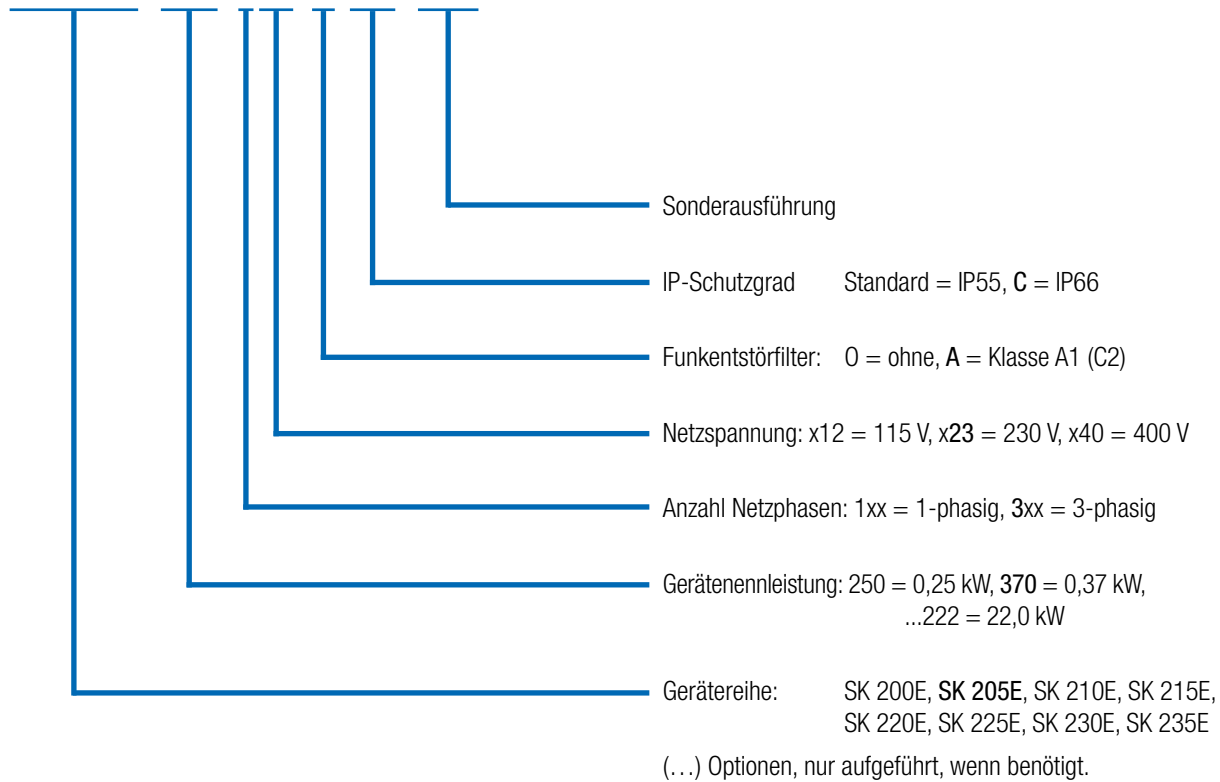 Sonderausführung
IP-Schutzgrad Standard = IP55, C = IP66
Funkentstörfilter: O = ohne, A = Klasse A1 (C2)
Netzspannung: x12 = 115 V, x23 = 230 V, x40 = 400 V
Anzahl Netzphasen: 1xx = 1-phasig, 3xx = 3-phasig
Gerätenennleistung: 250 = 0,25 kW, 370 = 0,37 kW,
...222 = 22,0 kW
Gerätereihe: SK 200E, SK 205E, SK 210E, SK 215E,
SK 220E, SK 225E, SK 230E, SK 235E
(…) Optionen, nur aufgeführt, wenn benötigt.